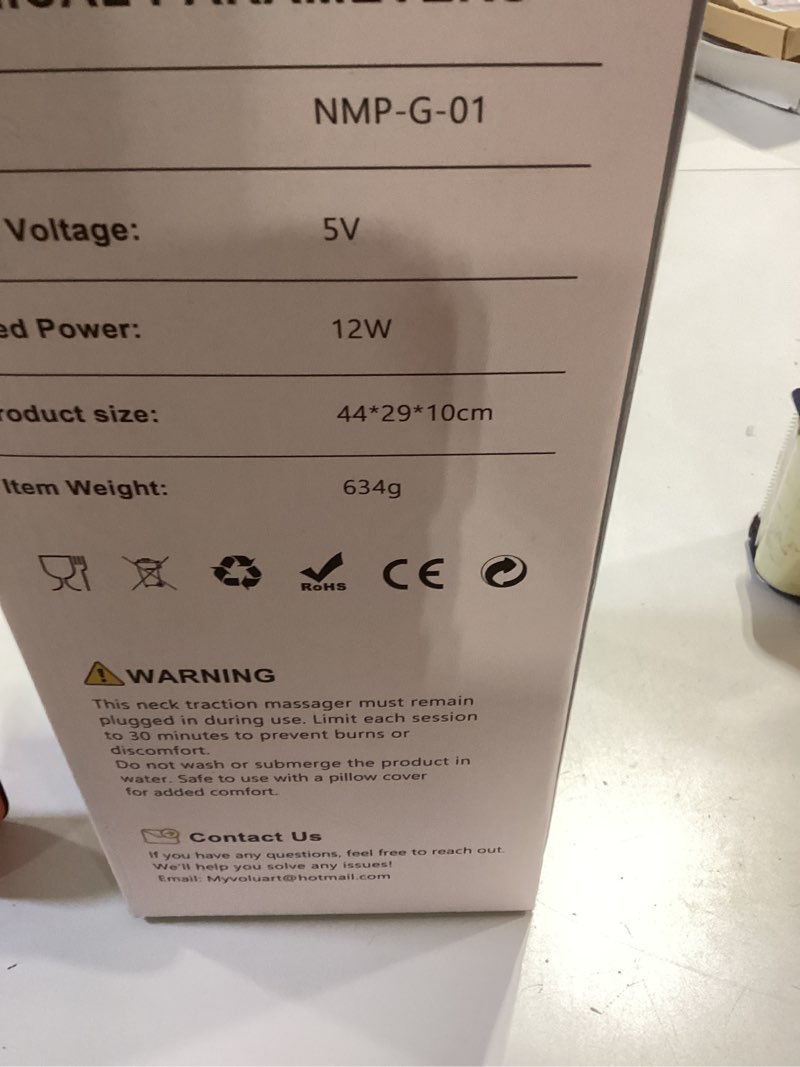 PARAMETERS
NMP-G-01
Voltage: 5V
ed Power: 12W
roduct size: 44*29*10cm
Item Weight: 634g
RoHS CE
WARNING
This neck traction massager must remain
plugged in during use. Limit each session
to 30 minutes to prevent burns or
discomfort.
Do not wash or submerge the product in
water. Safe to use with a pillow cover
for added comfort.
Contact Us
If you have any questions, feel free to reach out.
We'll help you solve any issues!
Email: Myvoluart@hotmail.com